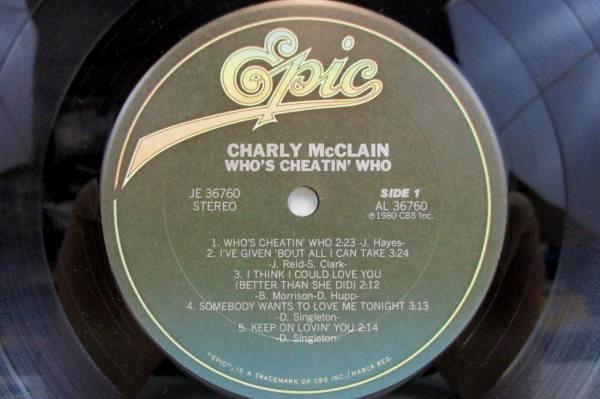 Epic
CHARLY McCLAIN
WHO'S CHEATIN' WHO
JE 36760
STEREO
SIDE 1
AL 36760
℗1980 CBS Inc.
1. WHO'S CHEATIN' WHO 2:23 -J. Hayes-
2. I'VE GIVEN 'BOUT ALL I CAN TAKE 3:24
-J. Reid-S. Clark-
3. I THINK I COULD LOVE YOU
(BETTER THAN SHE DID) 2:12
-B. Morrison-D. Hupp-
4. SOMEBODY WANTS TO LOVE ME TONIGHT 3:13
-D. Singleton-
5. KEEP ON LOVIN' YOU 2:14
-D. Singleton-
"EPIC", IS A TRADEMARK OF CBS INC./MARCA REG.